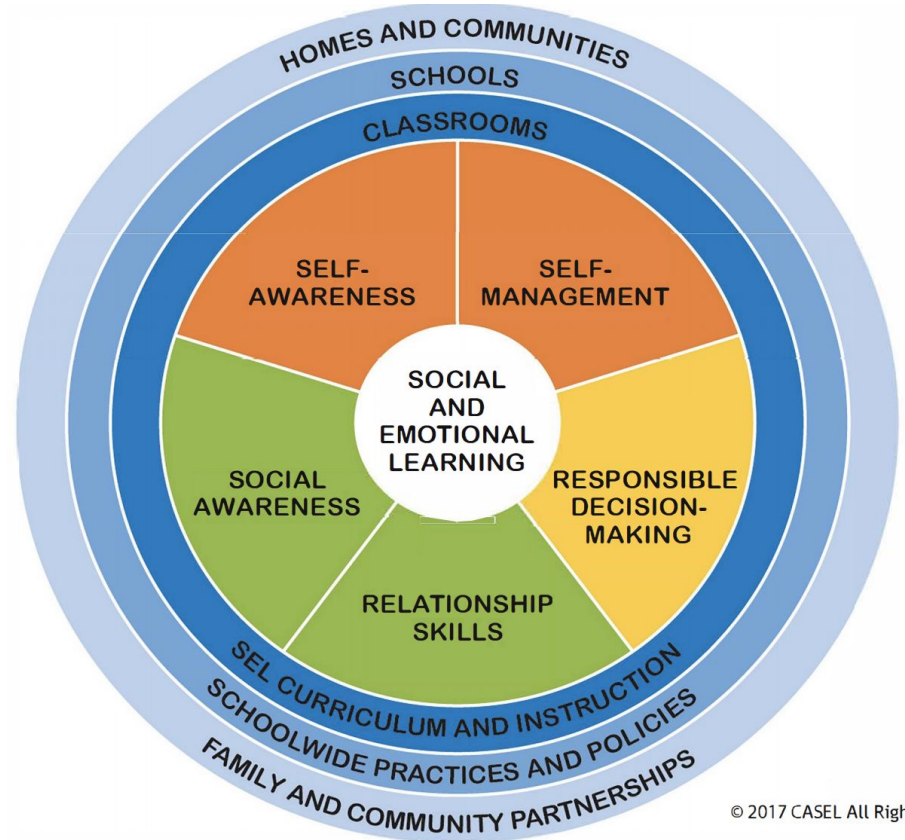 HOMES AND COMMUNITIES
SCHOOLS
CLASSROOMS
SELF-
AWARENESS
SELF-
MANAGEMENT
SOCIAL
AND
EMOTIONAL
LEARNING
SOCIAL
AWARENESS
RESPONSIBLE
DECISION-
MAKING
RELATIONSHIP
SKILLS
SEL CURRICULUM AND INSTRUCTION
SCHOOLWIDE PRACTICES AND POLICIES
FAMILY AND COMMUNITY PARTNERSHIPS
© 2017 CASEL All Righ